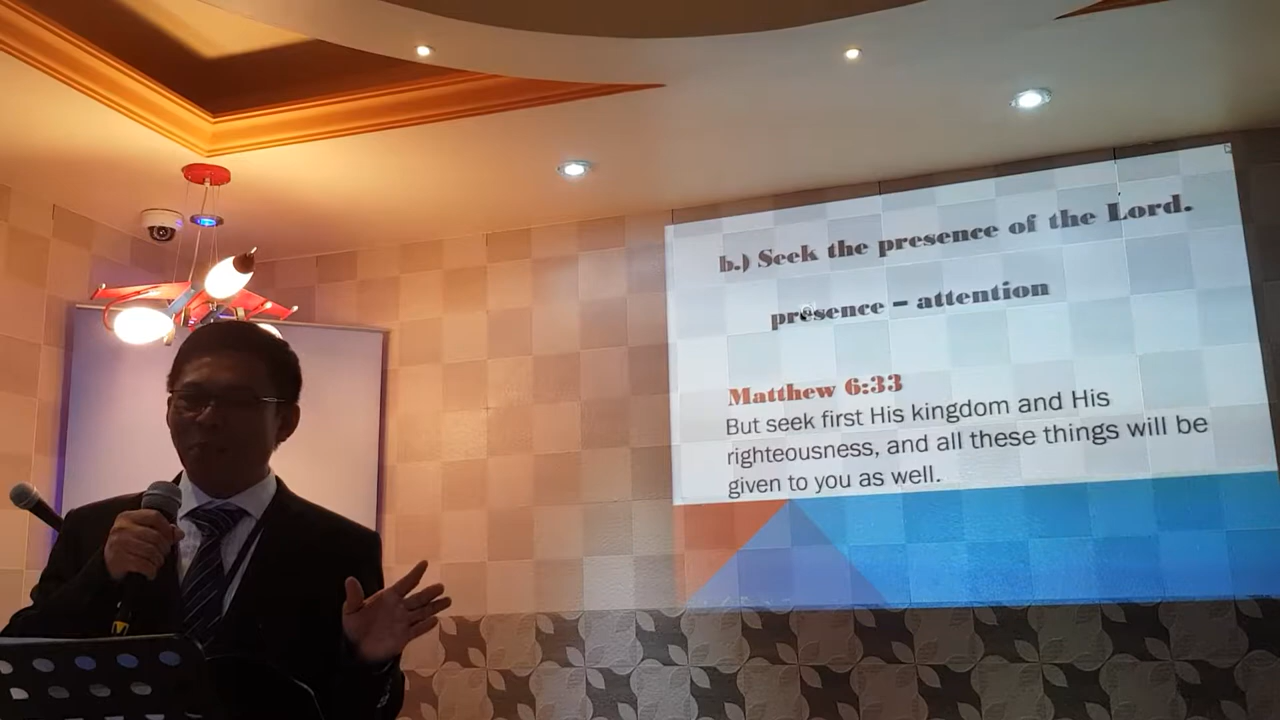 b.) Seek the presence of the Lord.
presence – attention
Matthew 6:33
But seek first His kingdom and His
righteousness, and all these things will be
given to you as well.